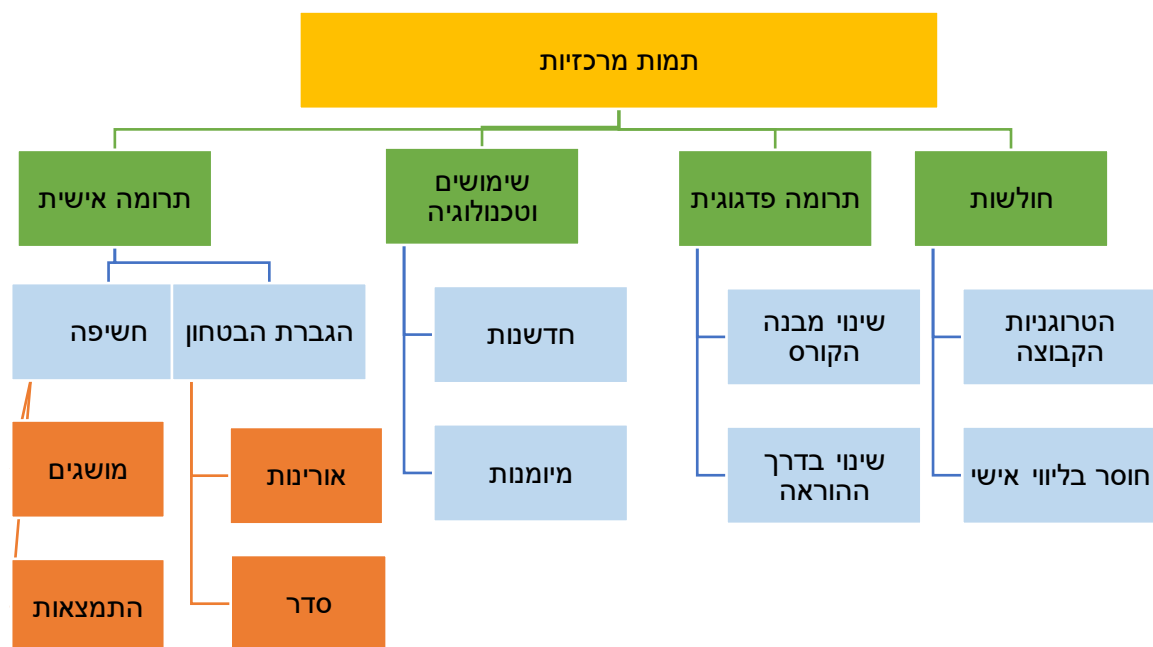 תמות מרכזיות
חולשות
תרומה פדגוגית
שימושים
וטכנולוגיה
תרומה אישית
הטרוגניות
הקבוצה
שינוי מבנה
הקורס
חדשנות
הגברת הבטחון
חשיפה
חוסר בליווי אישי
שינוי בדרך
ההוראה
מיומנות
אורינות
מושגים
סדר
התמצאות